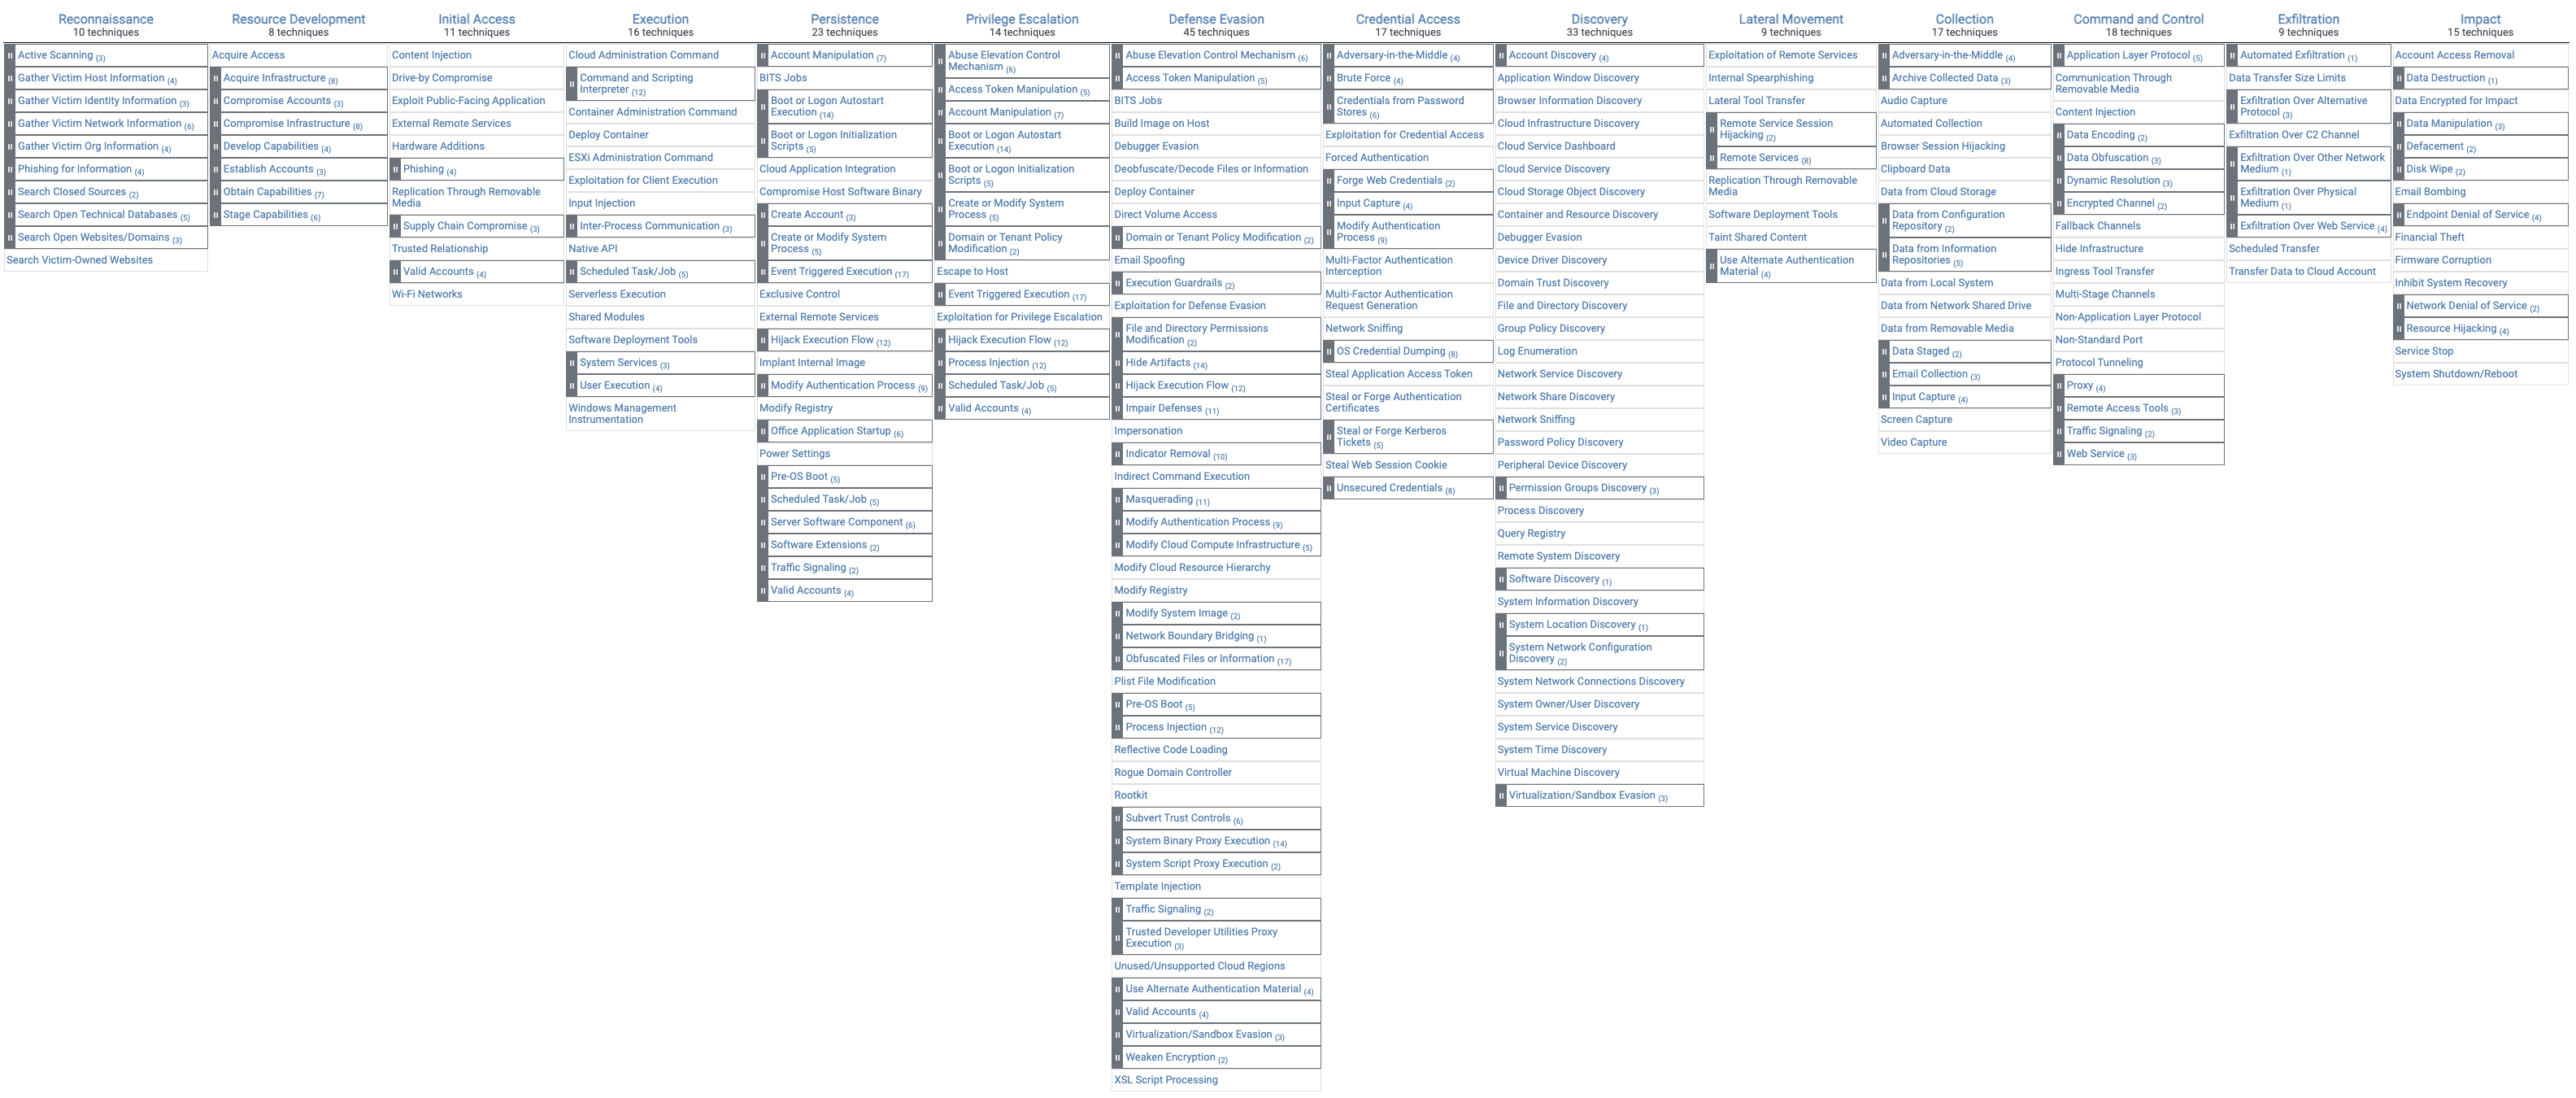 Reconnaissance
10 techniques
Active Scanning (3)
Gather Victim Host Information (4)
Gather Victim Identity Information (3)
Gather Victim Network Information (6)
Gather Victim Org Information (4)
Phishing for Information (4)
Search Closed Sources (2)
Search Open Technical Databases (5)
Search Open Websites/Domains (3)
Search Victim-Owned Websites
Resource Development
8 techniques
Acquire Access
Acquire Infrastructure (8)
Compromise Accounts (3)
Compromise Infrastructure (8)
Develop Capabilities (4)
Establish Accounts (3)
Obtain Capabilities (7)
Stage Capabilities (6)
Initial Access
11 techniques
Content Injection
Drive-by Compromise
Exploit Public-Facing Application
External Remote Services
Hardware Additions
Phishing (4)
Replication Through Removable
Media
Supply Chain Compromise (3)
Trusted Relationship
Valid Accounts (4)
Wi-Fi Networks
Execution
16 techniques
Cloud Administration Command
Command and Scripting
Interpreter (12)
Container Administration Command
Deploy Container
ESXi Administration Command
Exploitation for Client Execution
Input Injection
Inter-Process Communication (3)
Native API
Scheduled Task/Job (5)
Serverless Execution
Shared Modules
Software Deployment Tools
System Services (3)
User Execution (4)
Windows Management
Instrumentation
Persistence
23 techniques
Account Manipulation (7)
BITS Jobs
Boot or Logon Autostart
Execution (14)
Boot or Logon Initialization
Scripts (5)
Cloud Application Integration
Compromise Host Software Binary
Create Account (3)
Create or Modify System
Process (5)
Event Triggered Execution (17)
Exclusive Control
External Remote Services
Hijack Execution Flow (12)
Implant Internal Image
Modify Authentication Process (9)
Modify Registry
Office Application Startup (6)
Power Settings
Pre-OS Boot (5)
Scheduled Task/Job (5)
Server Software Component (6)
Software Extensions (2)
Traffic Signaling (2)
Valid Accounts (4)
Privilege Escalation
14 techniques
Abuse Elevation Control
Mechanism (6)
Access Token Manipulation (5)
Account Manipulation (7)
Boot or Logon Autostart
Execution (14)
Boot or Logon Initialization
Scripts (5)
Create or Modify System
Process (5)
Domain or Tenant Policy
Modification (2)
Escape to Host
Event Triggered Execution (17)
Exploitation for Privilege Escalation
Hijack Execution Flow (12)
Process Injection (12)
Scheduled Task/Job (5)
Valid Accounts (4)
Defense Evasion
45 techniques
Abuse Elevation Control Mechanism (6)
Access Token Manipulation (5)
BITS Jobs
Build Image on Host
Debugger Evasion
Deobfuscate/Decode Files or Information
Deploy Container
Direct Volume Access
Domain or Tenant Policy Modification (2)
Email Spoofing
Execution Guardrails (2)
Exploitation for Defense Evasion
File and Directory Permissions
Modification (2)
Hide Artifacts (14)
Hijack Execution Flow (12)
Impair Defenses (11)
Impersonation
Indicator Removal (10)
Indirect Command Execution
Masquerading (11)
Modify Authentication Process (9)
Modify Cloud Compute Infrastructure (5)
Modify Cloud Resource Hierarchy
Modify Registry
Modify System Image (2)
Network Boundary Bridging (1)
Obfuscated Files or Information (17)
Plist File Modification
Pre-OS Boot (5)
Process Injection (12)
Reflective Code Loading
Rogue Domain Controller
Rootkit
Subvert Trust Controls (6)
System Binary Proxy Execution (14)
System Script Proxy Execution (2)
Template Injection
Traffic Signaling (2)
Trusted Developer Utilities Proxy
Execution (3)
Unused/Unsupported Cloud Regions
Use Alternate Authentication Material (4)
Valid Accounts (4)
Virtualization/Sandbox Evasion (3)
Weaken Encryption (2)
XSL Script Processing
Credential Access
17 techniques
Adversary-in-the-Middle (4)
Brute Force (4)
Credentials from Password
Stores (6)
Exploitation for Credential Access
Forced Authentication
Forge Web Credentials (2)
Input Capture (4)
Modify Authentication
Process (9)
Multi-Factor Authentication
Interception
Multi-Factor Authentication
Request Generation
Network Sniffing
OS Credential Dumping (8)
Steal Application Access Token
Steal or Forge Authentication
Certificates
Steal or Forge Kerberos
Tickets (5)
Steal Web Session Cookie
Unsecured Credentials (8)
Discovery
33 techniques
Account Discovery (4)
Application Window Discovery
Browser Information Discovery
Cloud Infrastructure Discovery
Cloud Service Dashboard
Cloud Service Discovery
Cloud Storage Object Discovery
Container and Resource Discovery
Debugger Evasion
Device Driver Discovery
Domain Trust Discovery
File and Directory Discovery
Group Policy Discovery
Log Enumeration
Network Service Discovery
Network Share Discovery
Network Sniffing
Password Policy Discovery
Peripheral Device Discovery
Permission Groups Discovery (3)
Process Discovery
Query Registry
Remote System Discovery
Software Discovery (1)
System Information Discovery
System Location Discovery (1)
System Network Configuration
Discovery (2)
System Network Connections Discovery
System Owner/User Discovery
System Service Discovery
System Time Discovery
Virtual Machine Discovery
Virtualization/Sandbox Evasion (3)
Lateral Movement
9 techniques
Exploitation of Remote Services
Internal Spearphishing
Lateral Tool Transfer
Remote Service Session
Hijacking (2)
Remote Services (8)
Replication Through Removable
Media
Software Deployment Tools
Taint Shared Content
Use Alternate Authentication
Material (4)
Collection
17 techniques
Adversary-in-the-Middle (4)
Archive Collected Data (3)
Audio Capture
Automated Collection
Browser Session Hijacking
Clipboard Data
Data from Cloud Storage
Data from Configuration
Repository (2)
Data from Information
Repositories (5)
Data from Local System
Data from Network Shared Drive
Data from Removable Media
Data Staged (2)
Email Collection (3)
Input Capture (4)
Screen Capture
Video Capture
Command and Control
18 techniques
Application Layer Protocol (5)
Communication Through
Removable Media
Content Injection
Data Encoding (2)
Data Obfuscation (3)
Dynamic Resolution (3)
Encrypted Channel (2)
Fallback Channels
Hide Infrastructure
Ingress Tool Transfer
Multi-Stage Channels
Non-Application Layer Protocol
Non-Standard Port
Protocol Tunneling
Proxy (4)
Remote Access Tools (3)
Traffic Signaling (2)
Web Service (3)
Exfiltration
9 techniques
Automated Exfiltration (1)
Data Transfer Size Limits
Exfiltration Over Alternative
Protocol (3)
Exfiltration Over C2 Channel
Exfiltration Over Other Network
Medium (1)
Exfiltration Over Physical
Medium (1)
Exfiltration Over Web Service (4)
Scheduled Transfer
Transfer Data to Cloud Account
Impact
15 techniques
Account Access Removal
Data Destruction (1)
Data Encrypted for Impact
Data Manipulation (3)
Defacement (2)
Disk Wipe (2)
Email Bombing
Endpoint Denial of Service (4)
Financial Theft
Firmware Corruption
Inhibit System Recovery
Network Denial of Service (2)
Resource Hijacking (4)
Service Stop
System Shutdown/Reboot